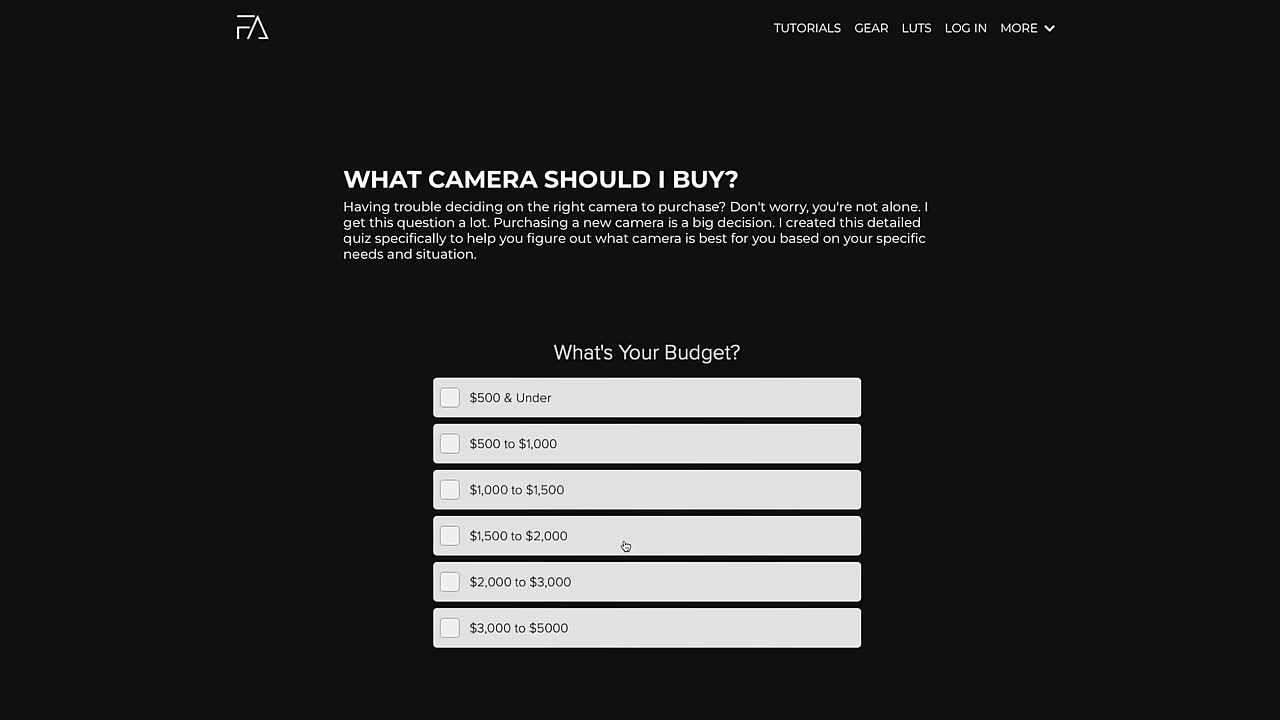 FA
TUTORIALS GEAR LUTS LOG IN MORE
WHAT CAMERA SHOULD I BUY?
Having trouble deciding on the right camera to purchase? Don't worry, you're not alone. I
get this question a lot. Purchasing a new camera is a big decision. I created this detailed
quiz specifically to help you figure out what camera is best for you based on your specific
needs and situation.
What's Your Budget?
$500 & Under
$500 to $1,000
$1,000 to $1,500
$1,500 to $2,000
$2,000 to $3,000
$3,000 to $5000